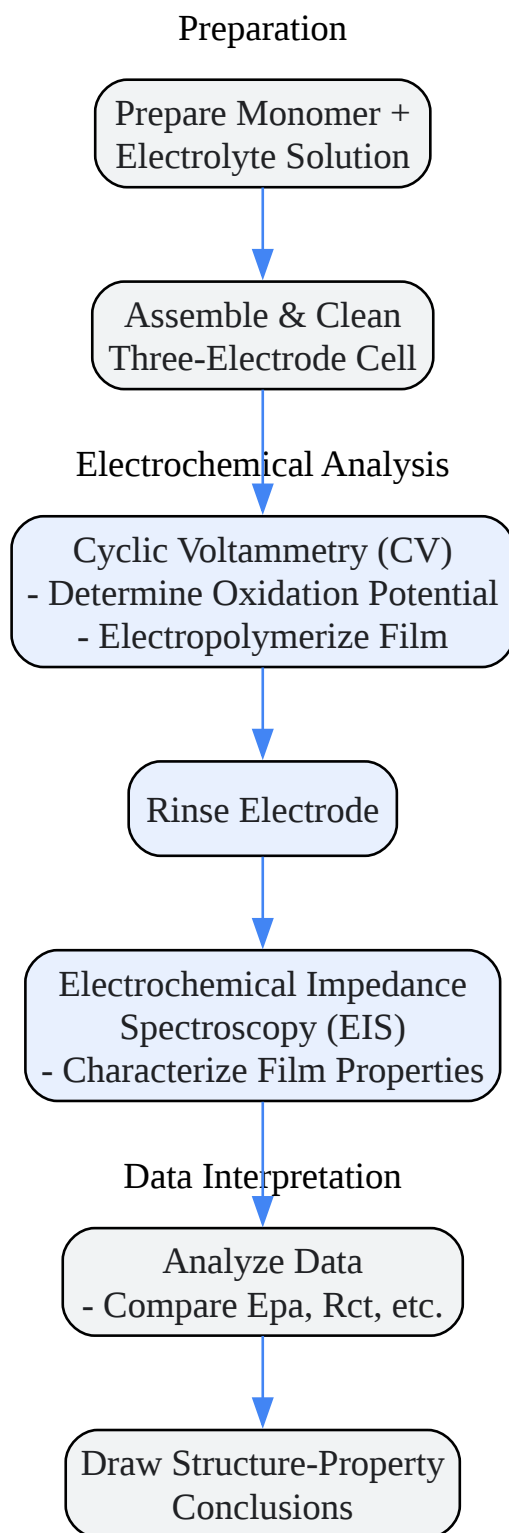 Preparation
Prepare Monomer +
Electrolyte Solution
Assemble & Clean
Three-Electrode Cell
Electrochemical Analysis
Cyclic Voltammetry (CV)
- Determine Oxidation Potential
- Electropolymerize Film
Rinse Electrode
Electrochemical Impedance
Spectroscopy (EIS)
- Characterize Film Properties
Data Interpretation
Analyze Data
- Compare Epa, Rct, etc.
Draw Structure-Property
Conclusions